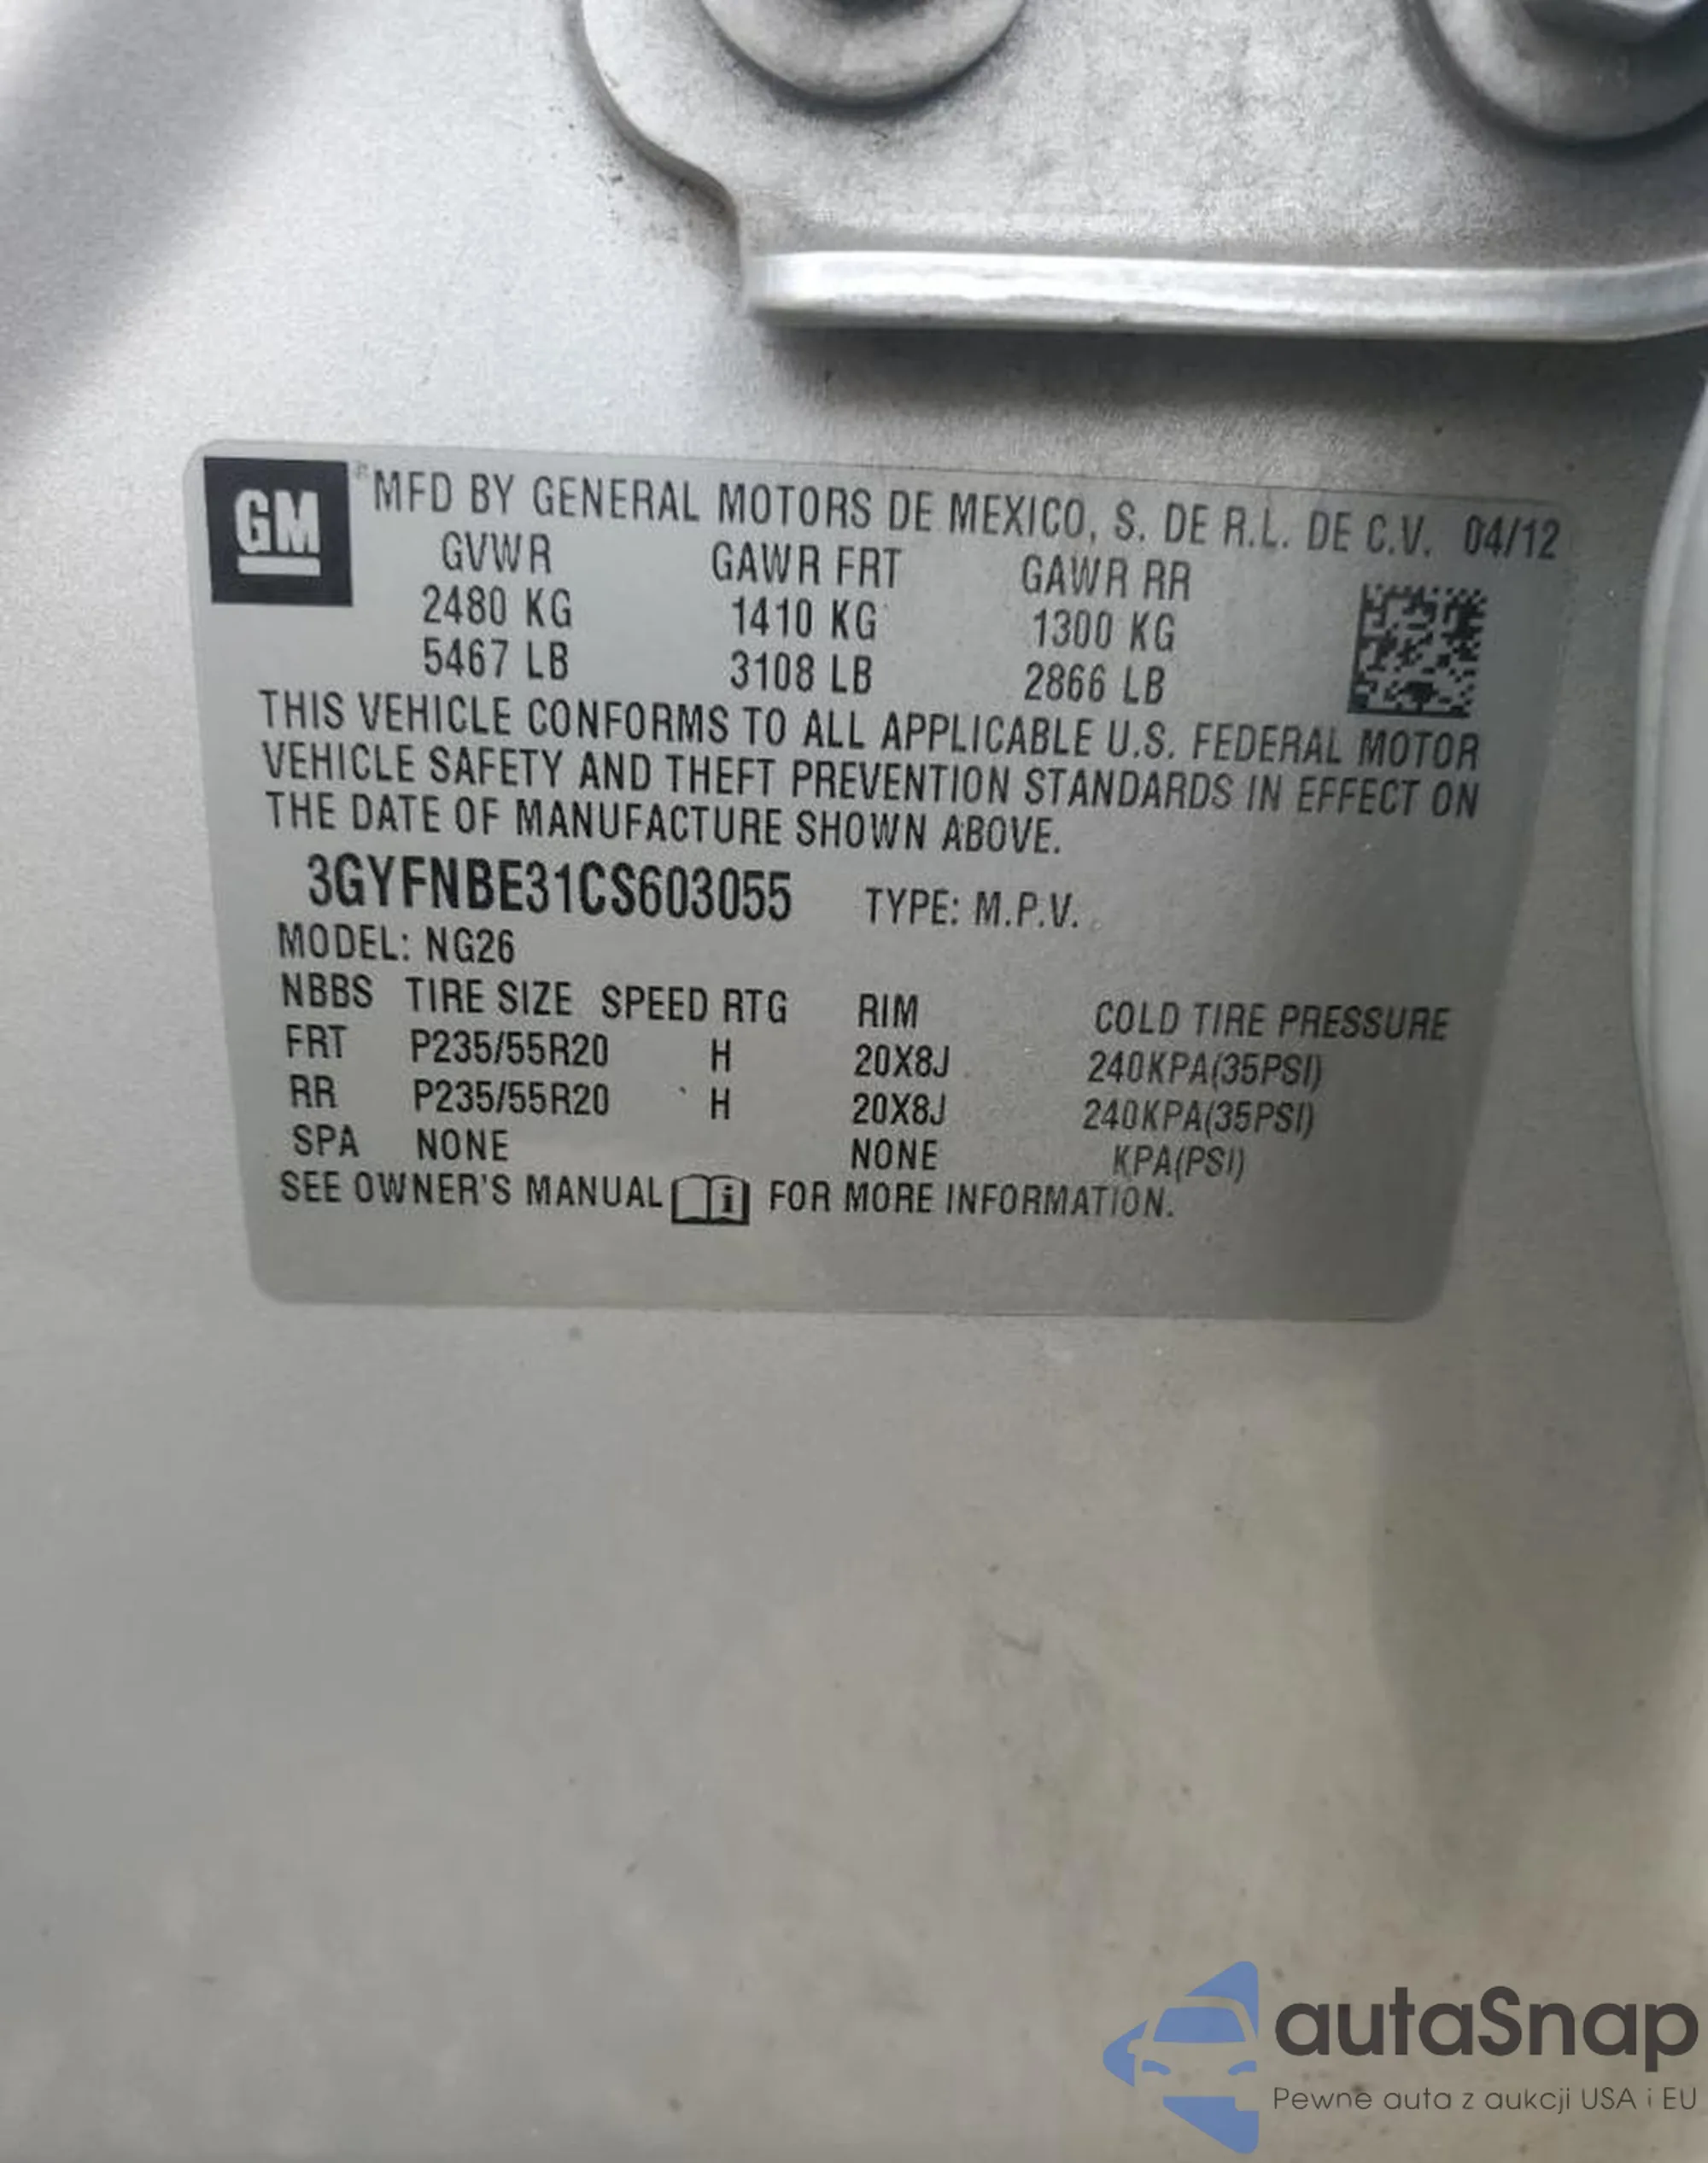 GM MFD BY GENERAL MOTORS DE MEXICO, S. DE R.L. DE C.V. 04/12
GVWR GAWR FRT GAWR RR
2480 KG 1410 KG 1300 KG
5467 LB 3108 LB 2866 LB
THIS VEHICLE CONFORMS TO ALL APPLICABLE U.S. FEDERAL MOTOR
VEHICLE SAFETY AND THEFT PREVENTION STANDARDS IN EFFECT ON
THE DATE OF MANUFACTURE SHOWN ABOVE.
3GYFNBE31CS603055 TYPE: M.P.V.
MODEL: NG26
NBBS TIRE SIZE SPEED RTG RIM COLD TIRE PRESSURE
FRT P235/55R20 H 20X8J 240KPA(35PSI)
RR P235/55R20 H 20X8J 240KPA(35PSI)
SPA NONE NONE KPA(PSI)
SEE OWNER'S MANUAL i FOR MORE INFORMATION.
autaSnap
Pewne auta z aukcji USA i EU